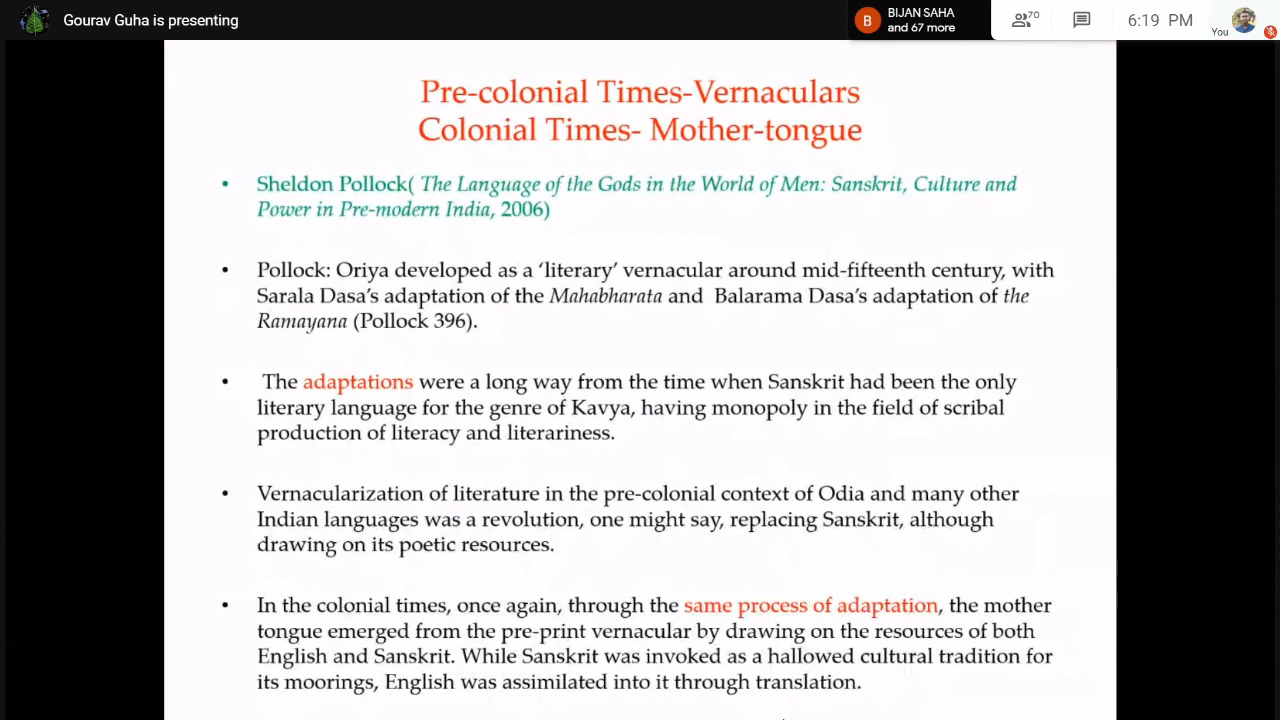 Gourav Guha is presenting
B
BIJAN SAHA
and 67 more
70
6:19 PM
You
Pre-colonial Times-Vernaculars
Colonial Times- Mother-tongue
• Sheldon Pollock( The Language of the Gods in the World of Men: Sanskrit, Culture and
Power in Pre-modern India, 2006)
• Pollock: Oriya developed as a ‘literary’ vernacular around mid-fifteenth century, with
Sarala Dasa’s adaptation of the Mahabharata and Balarama Dasa’s adaptation of the
Ramayana (Pollock 396).
• The adaptations were a long way from the time when Sanskrit had been the only
literary language for the genre of Kavya, having monopoly in the field of scribal
production of literacy and literariness.
• Vernacularization of literature in the pre-colonial context of Odia and many other
Indian languages was a revolution, one might say, replacing Sanskrit, although
drawing on its poetic resources.
• In the colonial times, once again, through the same process of adaptation, the mother
tongue emerged from the pre-print vernacular by drawing on the resources of both
English and Sanskrit. While Sanskrit was invoked as a hallowed cultural tradition for
its moorings, English was assimilated into it through translation.